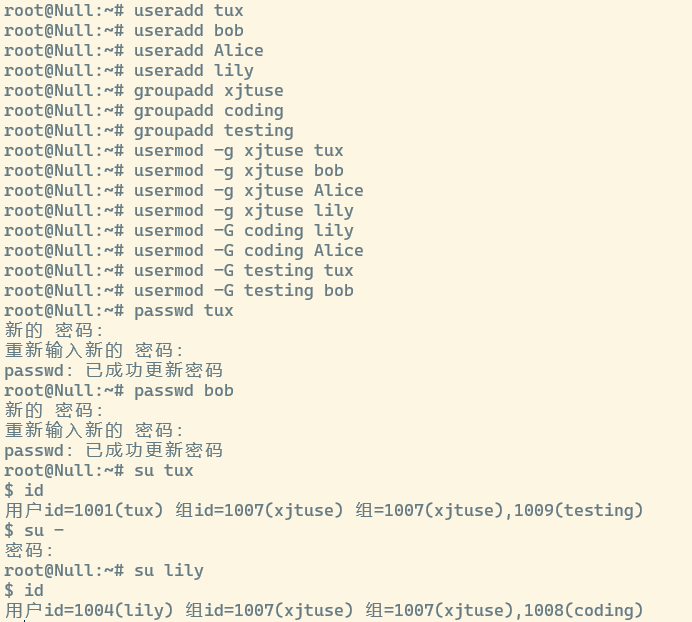 root@Null:~# useradd tux
root@Null:~# useradd bob
root@Null:~# useradd Alice
root@Null:~# useradd lily
root@Null:~# groupadd xjtuse
root@Null:~# groupadd coding
root@Null:~# groupadd testing
root@Null:~# usermod -g xjtuse tux
root@Null:~# usermod -g xjtuse bob
root@Null:~# usermod -g xjtuse Alice
root@Null:~# usermod -g xjtuse lily
root@Null:~# usermod -G coding lily
root@Null:~# usermod -G coding Alice
root@Null:~# usermod -G testing tux
root@Null:~# usermod -G testing bob
root@Null:~# passwd tux
新的 密码：
重新输入新的 密码：
passwd：已成功更新密码
root@Null:~# passwd bob
新的 密码：
重新输入新的 密码：
passwd：已成功更新密码
root@Null:~# su tux
$ id
用户id=1001(tux) 组id=1007(xjtuse) 组=1007(xjtuse),1009(testing)
$ su -
密码：
root@Null:~# su lily
$ id
用户id=1004(lily) 组id=1007(xjtuse) 组=1007(xjtuse),1008(coding)